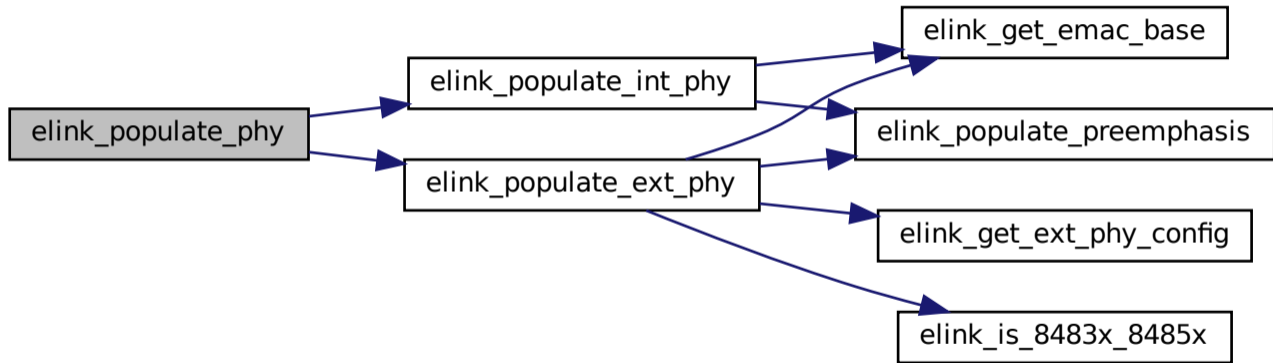 elink_populate_phy
elink_populate_int_phy
elink_populate_ext_phy
elink_get_emac_base
elink_populate_preemphasis
elink_get_ext_phy_config
elink_is_8483x_8485x